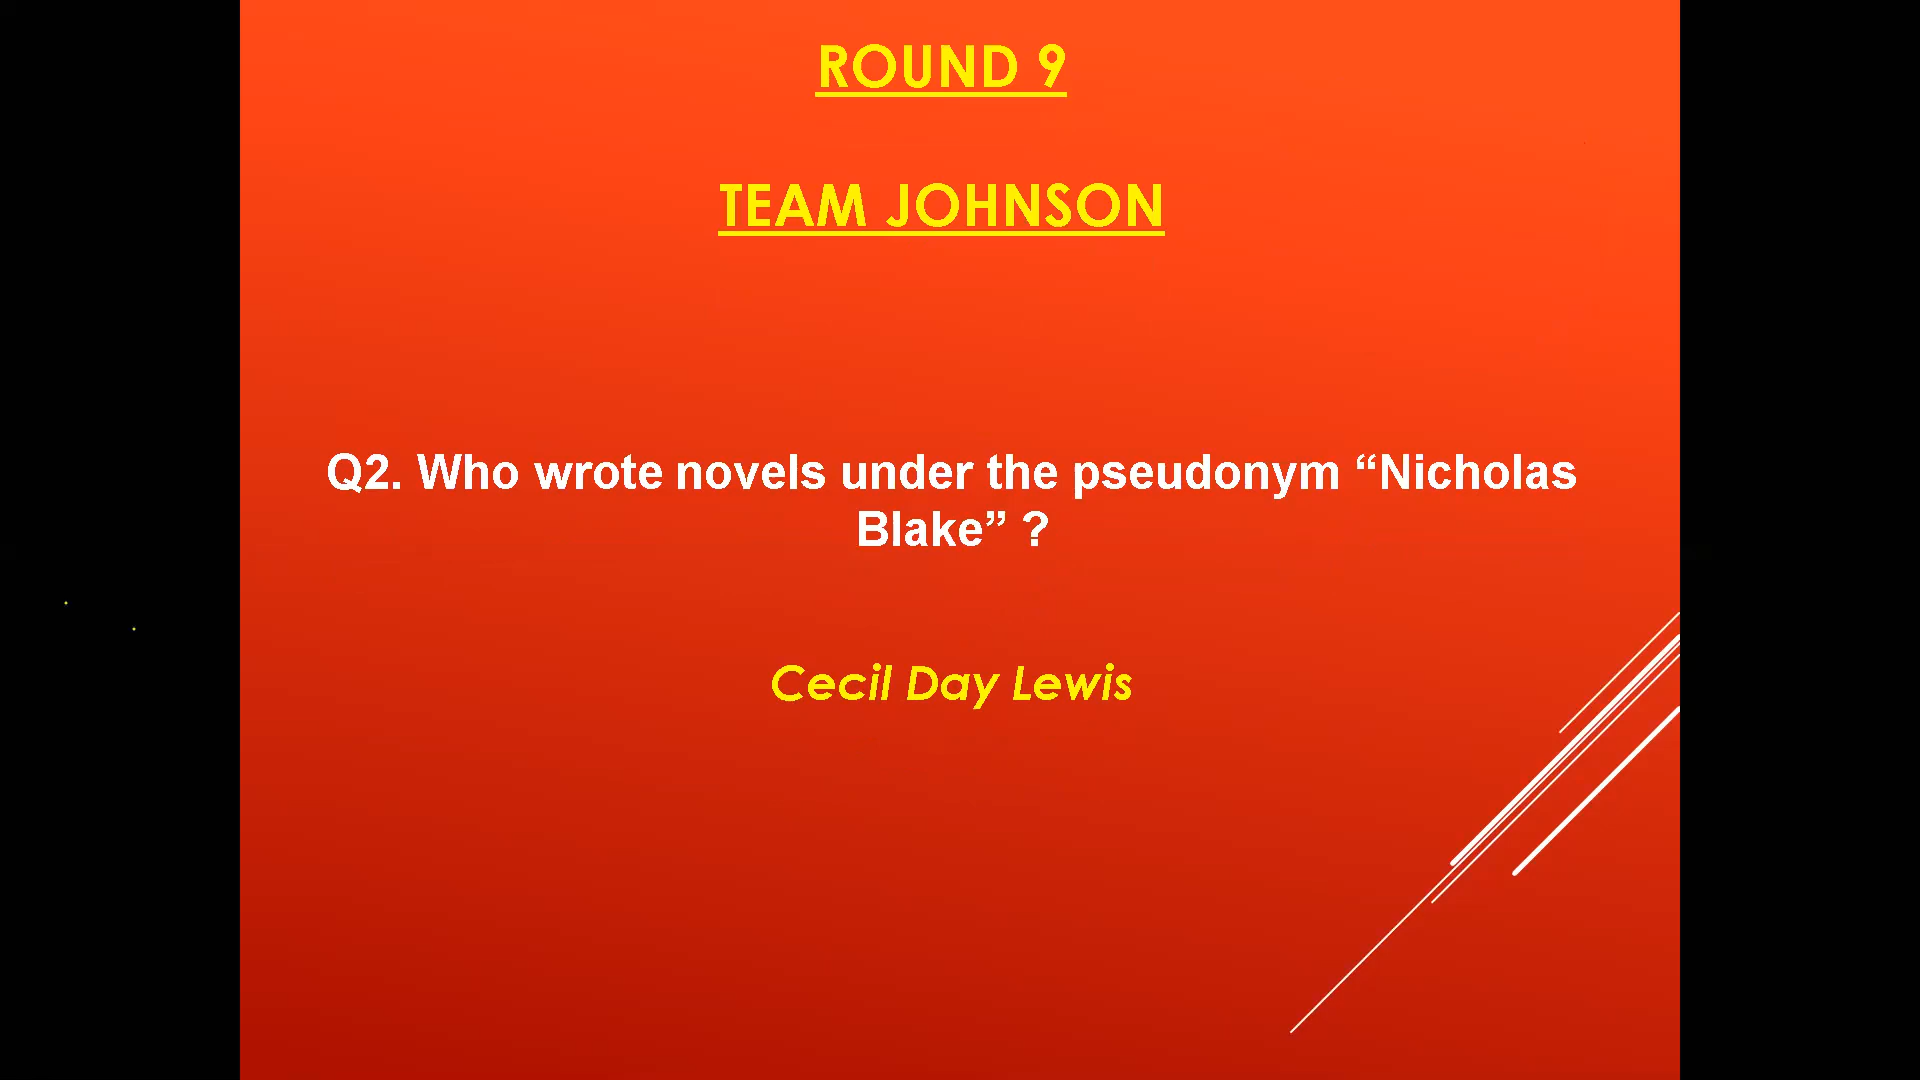 ROUND 9
TEAM JOHNSON
Q2. Who wrote novels under the pseudonym “Nicholas
Blake” ?
Cecil Day Lewis